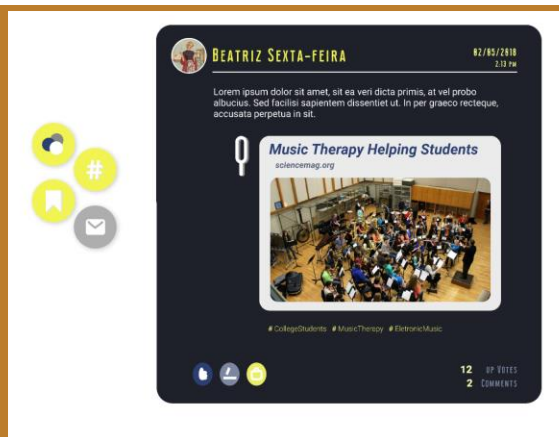 BEATRIZ SEXTA-FEIRA
02/05/2018
2:13 PM
Lorem ipsum dolor sit amet, sit ea veri dicta primis, at vel probo
albucius. Sed facilisi sapientem dissentiet ut. In per graeco recteque,
accusata perpetua in sit.
#
Music Therapy Helping Students
sciencemag.org
# CollegeStudents # MusicTherapy # EletronicMusic
12 UP VOTES
2 COMMENTS